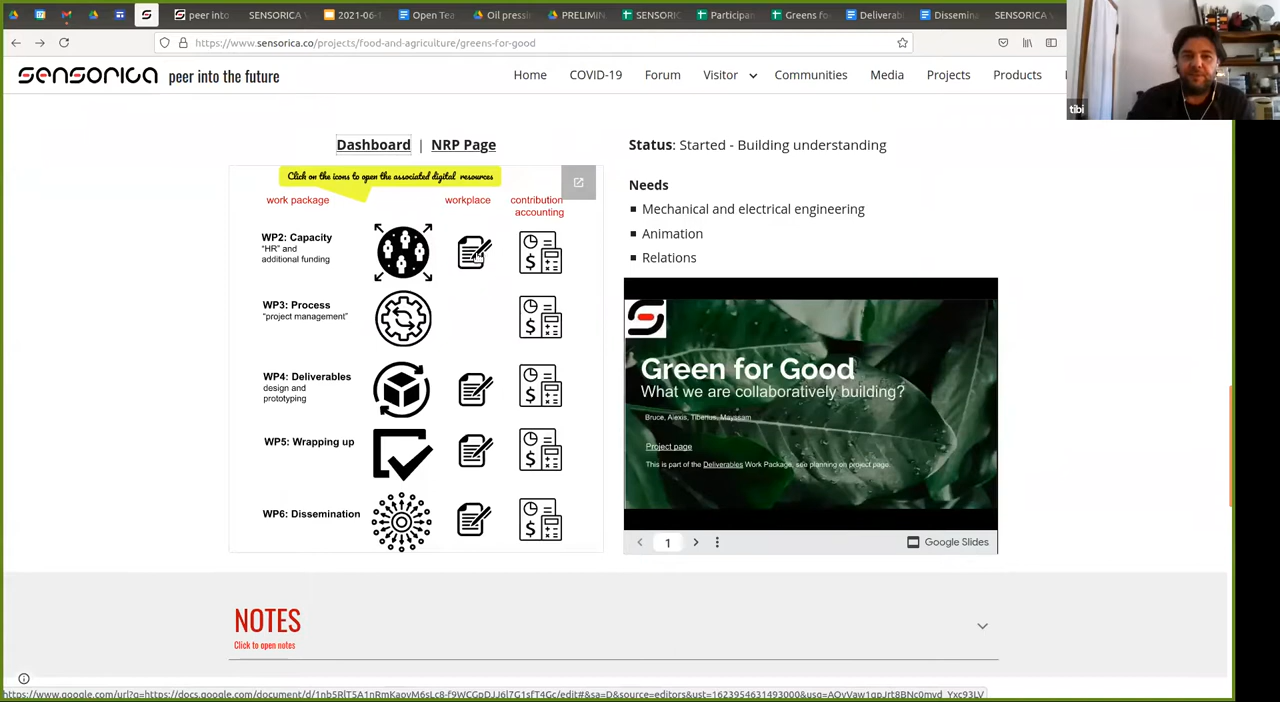 peer into
SENSORICA
2021-06-1
Open Tea
Oil pressi
PRELIMIN
SENSORIC
Participan
Greens fo
Deliverabl
Dissemina
SENSORICA V
https://www.sensorica.co/projects/food-and-agriculture/greens-for-good
sensorica peer into the future
Home
COVID-19
Forum
Visitor
Communities
Media
Projects
Products
tibi
Dashboard | NRP Page
Click on the icons to open the associated digital resources
work package
workplace
contribution
accounting
WP2: Capacity
"HR" and
additional funding
WP3: Process
"project management"
WP4: Deliverables
design and
prototyping
WP5: Wrapping up
WP6: Dissemination
Status: Started - Building understanding
Needs
Mechanical and electrical engineering
Animation
Relations
Green for Good
What we are collaboratively building?
Bruce, Alexis, Tiberius, Mayssam
Project page
This is part of the Deliverables Work Package, see planning on project page.
1
Google Slides
NOTES
Click to open notes